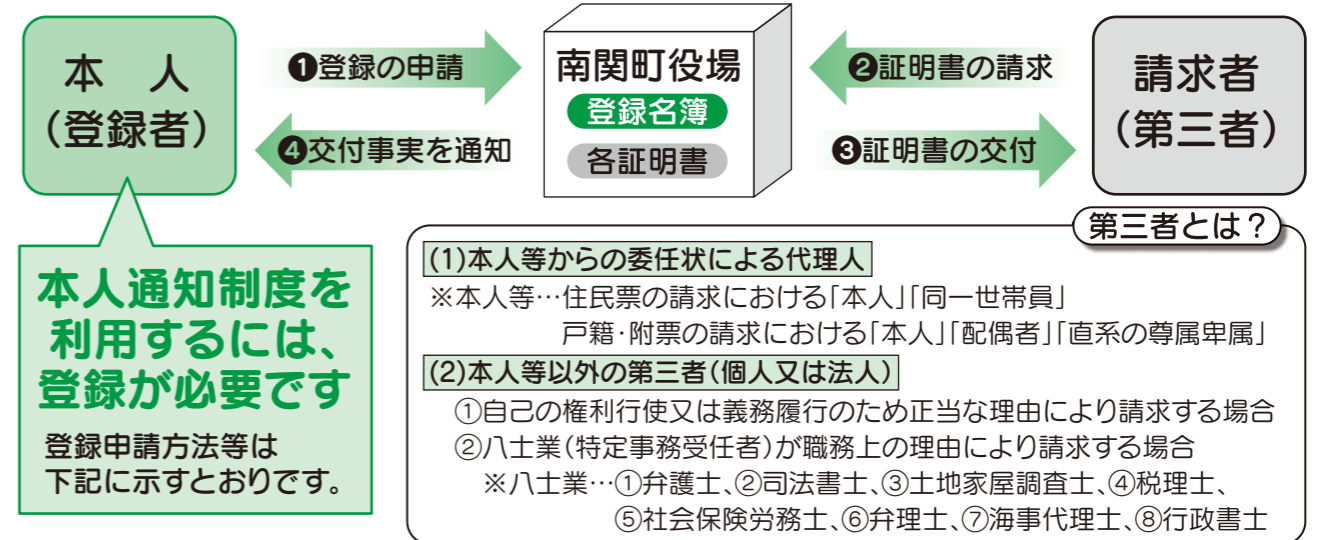 本　人
（登録者）
❶登録の申請
❹交付事実を通知
南関町役場
登録名簿
各証明書
❷証明書の請求
❸証明書の交付
請求者
（第三者）
本人通知制度を
利用するには、
登録が必要です
登録申請方法等は
下記に示すとおりです。
第三者とは？
(1)本人等からの委任状による代理人
※本人等…住民票の請求における「本人」「同一世帯員」
戸籍・附票の請求における「本人」「配偶者」「直系の尊属卑属」
(2)本人等以外の第三者（個人又は法人）
①自己の権利行使又は義務履行のため正当な理由により請求する場合
②八士業（特定事務受任者）が職務上の理由により請求する場合
※八士業…①弁護士、②司法書士、③土地家屋調査士、④税理士、
⑤社会保険労務士、⑥弁理士、⑦海事代理士、⑧行政書士